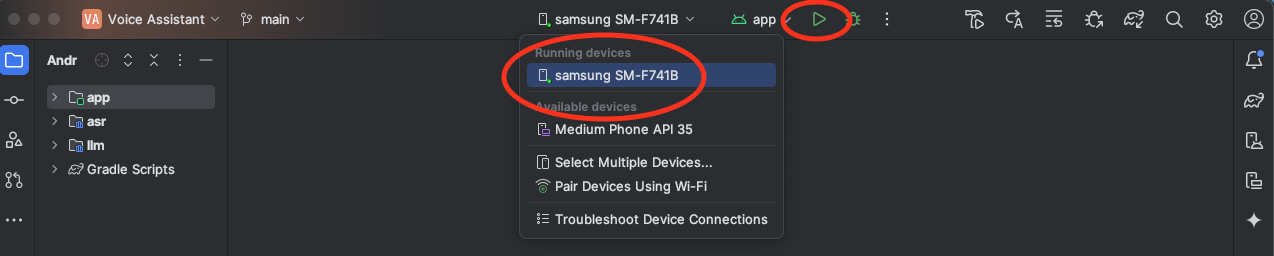 VA Voice Assistant main samsung SM-F741B app
Andr
app
asr
llm
Gradle Scripts
Running devices
samsung SM-F741B
Available devices
Medium Phone API 35
Select Multiple Devices...
Pair Devices Using Wi-Fi
Troubleshoot Device Connections